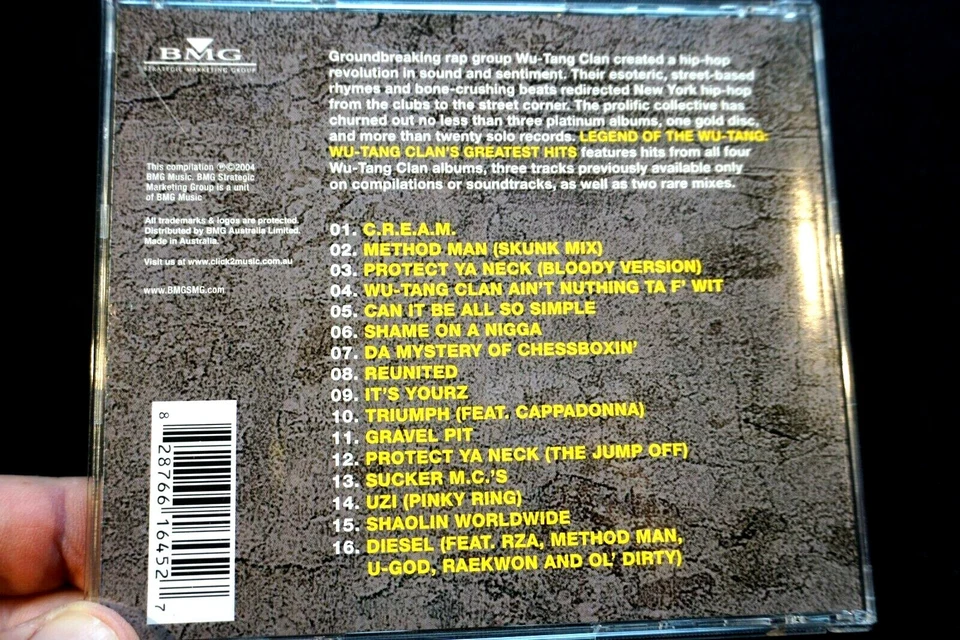 BMG
STRATEGIC MARKETING GROUP
Groundbreaking rap group Wu-Tang Clan created a hip-hop
revolution in sound and sentiment. Their esoteric, street-based
rhymes and bone-crushing beats redirected New York hip-hop
from the clubs to the street corner. The prolific collective has
churned out no less than three platinum albums, one gold disc,
and more than twenty solo records. LEGEND OF THE WU-TANG:
WU-TANG CLAN'S GREATEST HITS features hits from all four
Wu-Tang Clan albums, three tracks previously available only
on compilations or soundtracks, as well as two rare mixes.
This compilation ℗©2004
BMG Music. BMG Strategic
Marketing Group is a unit
of BMG Music
All trademarks & logos are protected.
Distributed by BMG Australia Limited.
Made in Australia.
Visit us at www.click2music.com.au
www.BMGSMG.com
01. C.R.E.A.M.
02. METHOD MAN (SKUNK MIX)
03. PROTECT YA NECK (BLOODY VERSION)
04. WU-TANG CLAN AIN'T NUTHING TA F' WIT
05. CAN IT BE ALL SO SIMPLE
06. SHAME ON A NIGGA
07. DA MYSTERY OF CHESSBOXIN'
08. REUNITED
09. IT'S YOURZ
10. TRIUMPH (FEAT. CAPPADONNA)
11. GRAVEL PIT
12. PROTECT YA NECK (THE JUMP OFF)
13. SUCKER M.C.'S
14. UZI (PINKY RING)
15. SHAOLIN WORLDWIDE
16. DIESEL (FEAT. RZA, METHOD MAN,
U-GOD, RAEKWON AND OL' DIRTY)
8 28766 16452 7